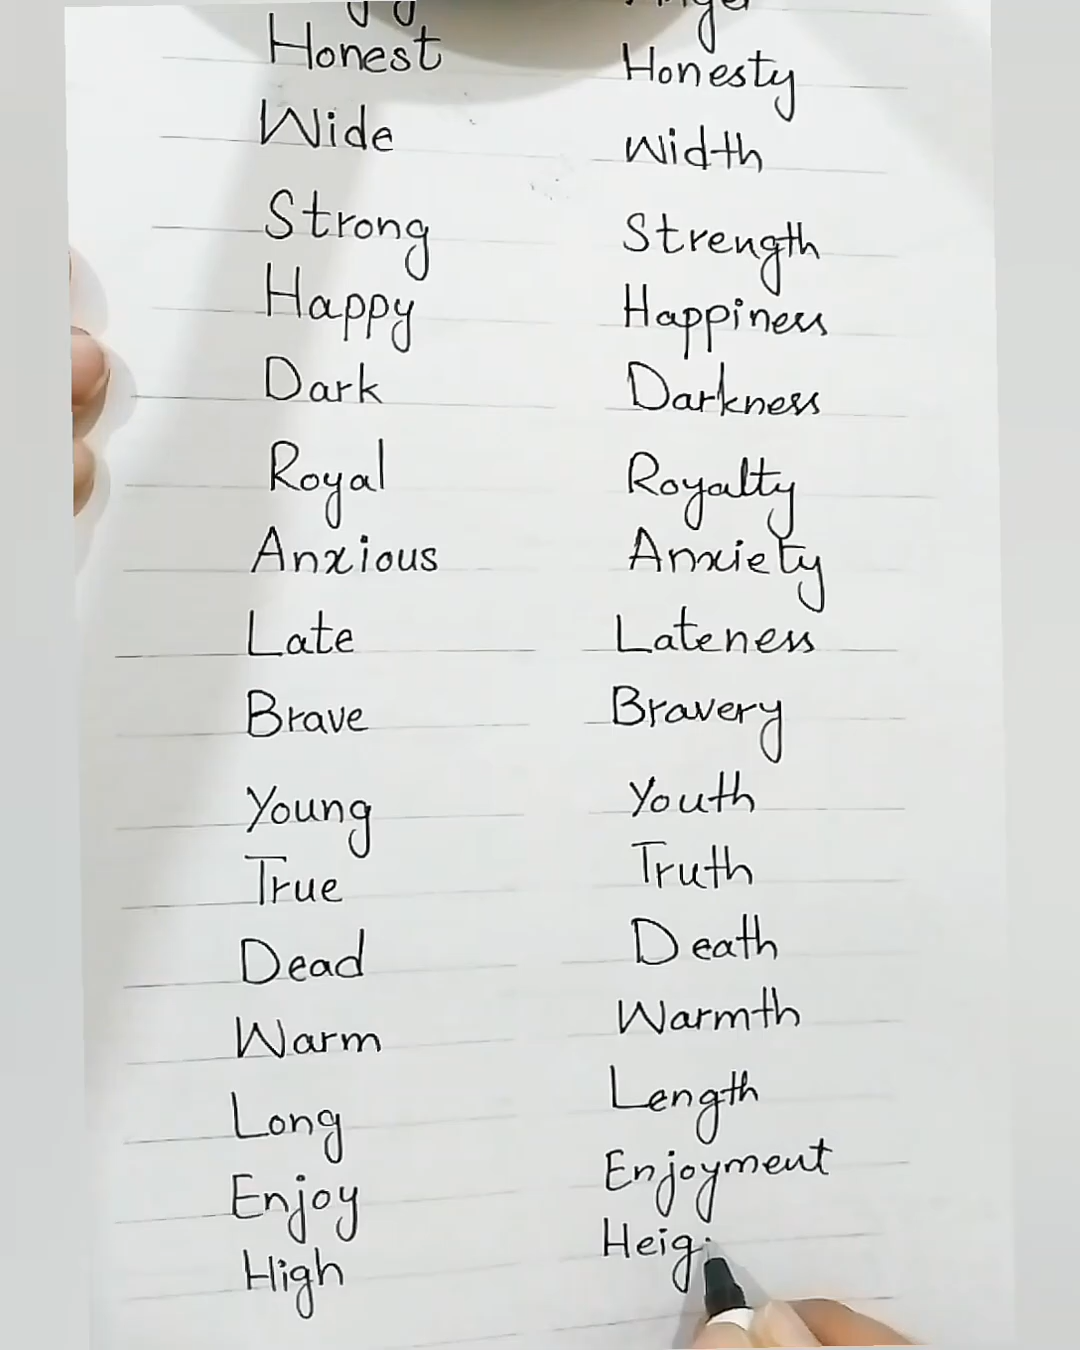 Honest Honesty
Wide Width
Strong Strength
Happy Happiness
Dark Darkness
Royal Royalty
Anxious Anxiety
Late Lateness
Brave Bravery
Young Youth
True Truth
Dead Death
Warm Warmth
Long Length
Enjoy Enjoyment
High Heig